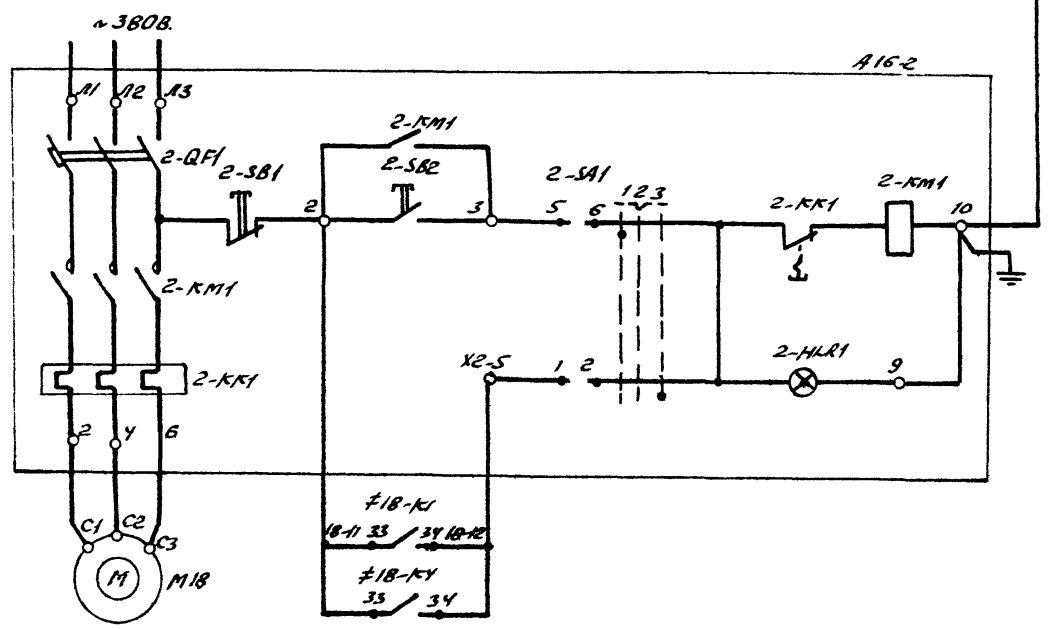 ~380В.
А16-2
Л1 Л2 Л3
2-КМ1
2-QF1
2-SB1
2-SB2
2-SA1
1 2 3
2-КК1
2-КМ1
2
3
5
6
10
2-КМ1
2-КК1
Х2-5
1
2
2-HLR1
9
2
4
6
≠18-К1
18-11 33 34 18-12
С1 С2 С3
М
М18
≠18-К4
33 34